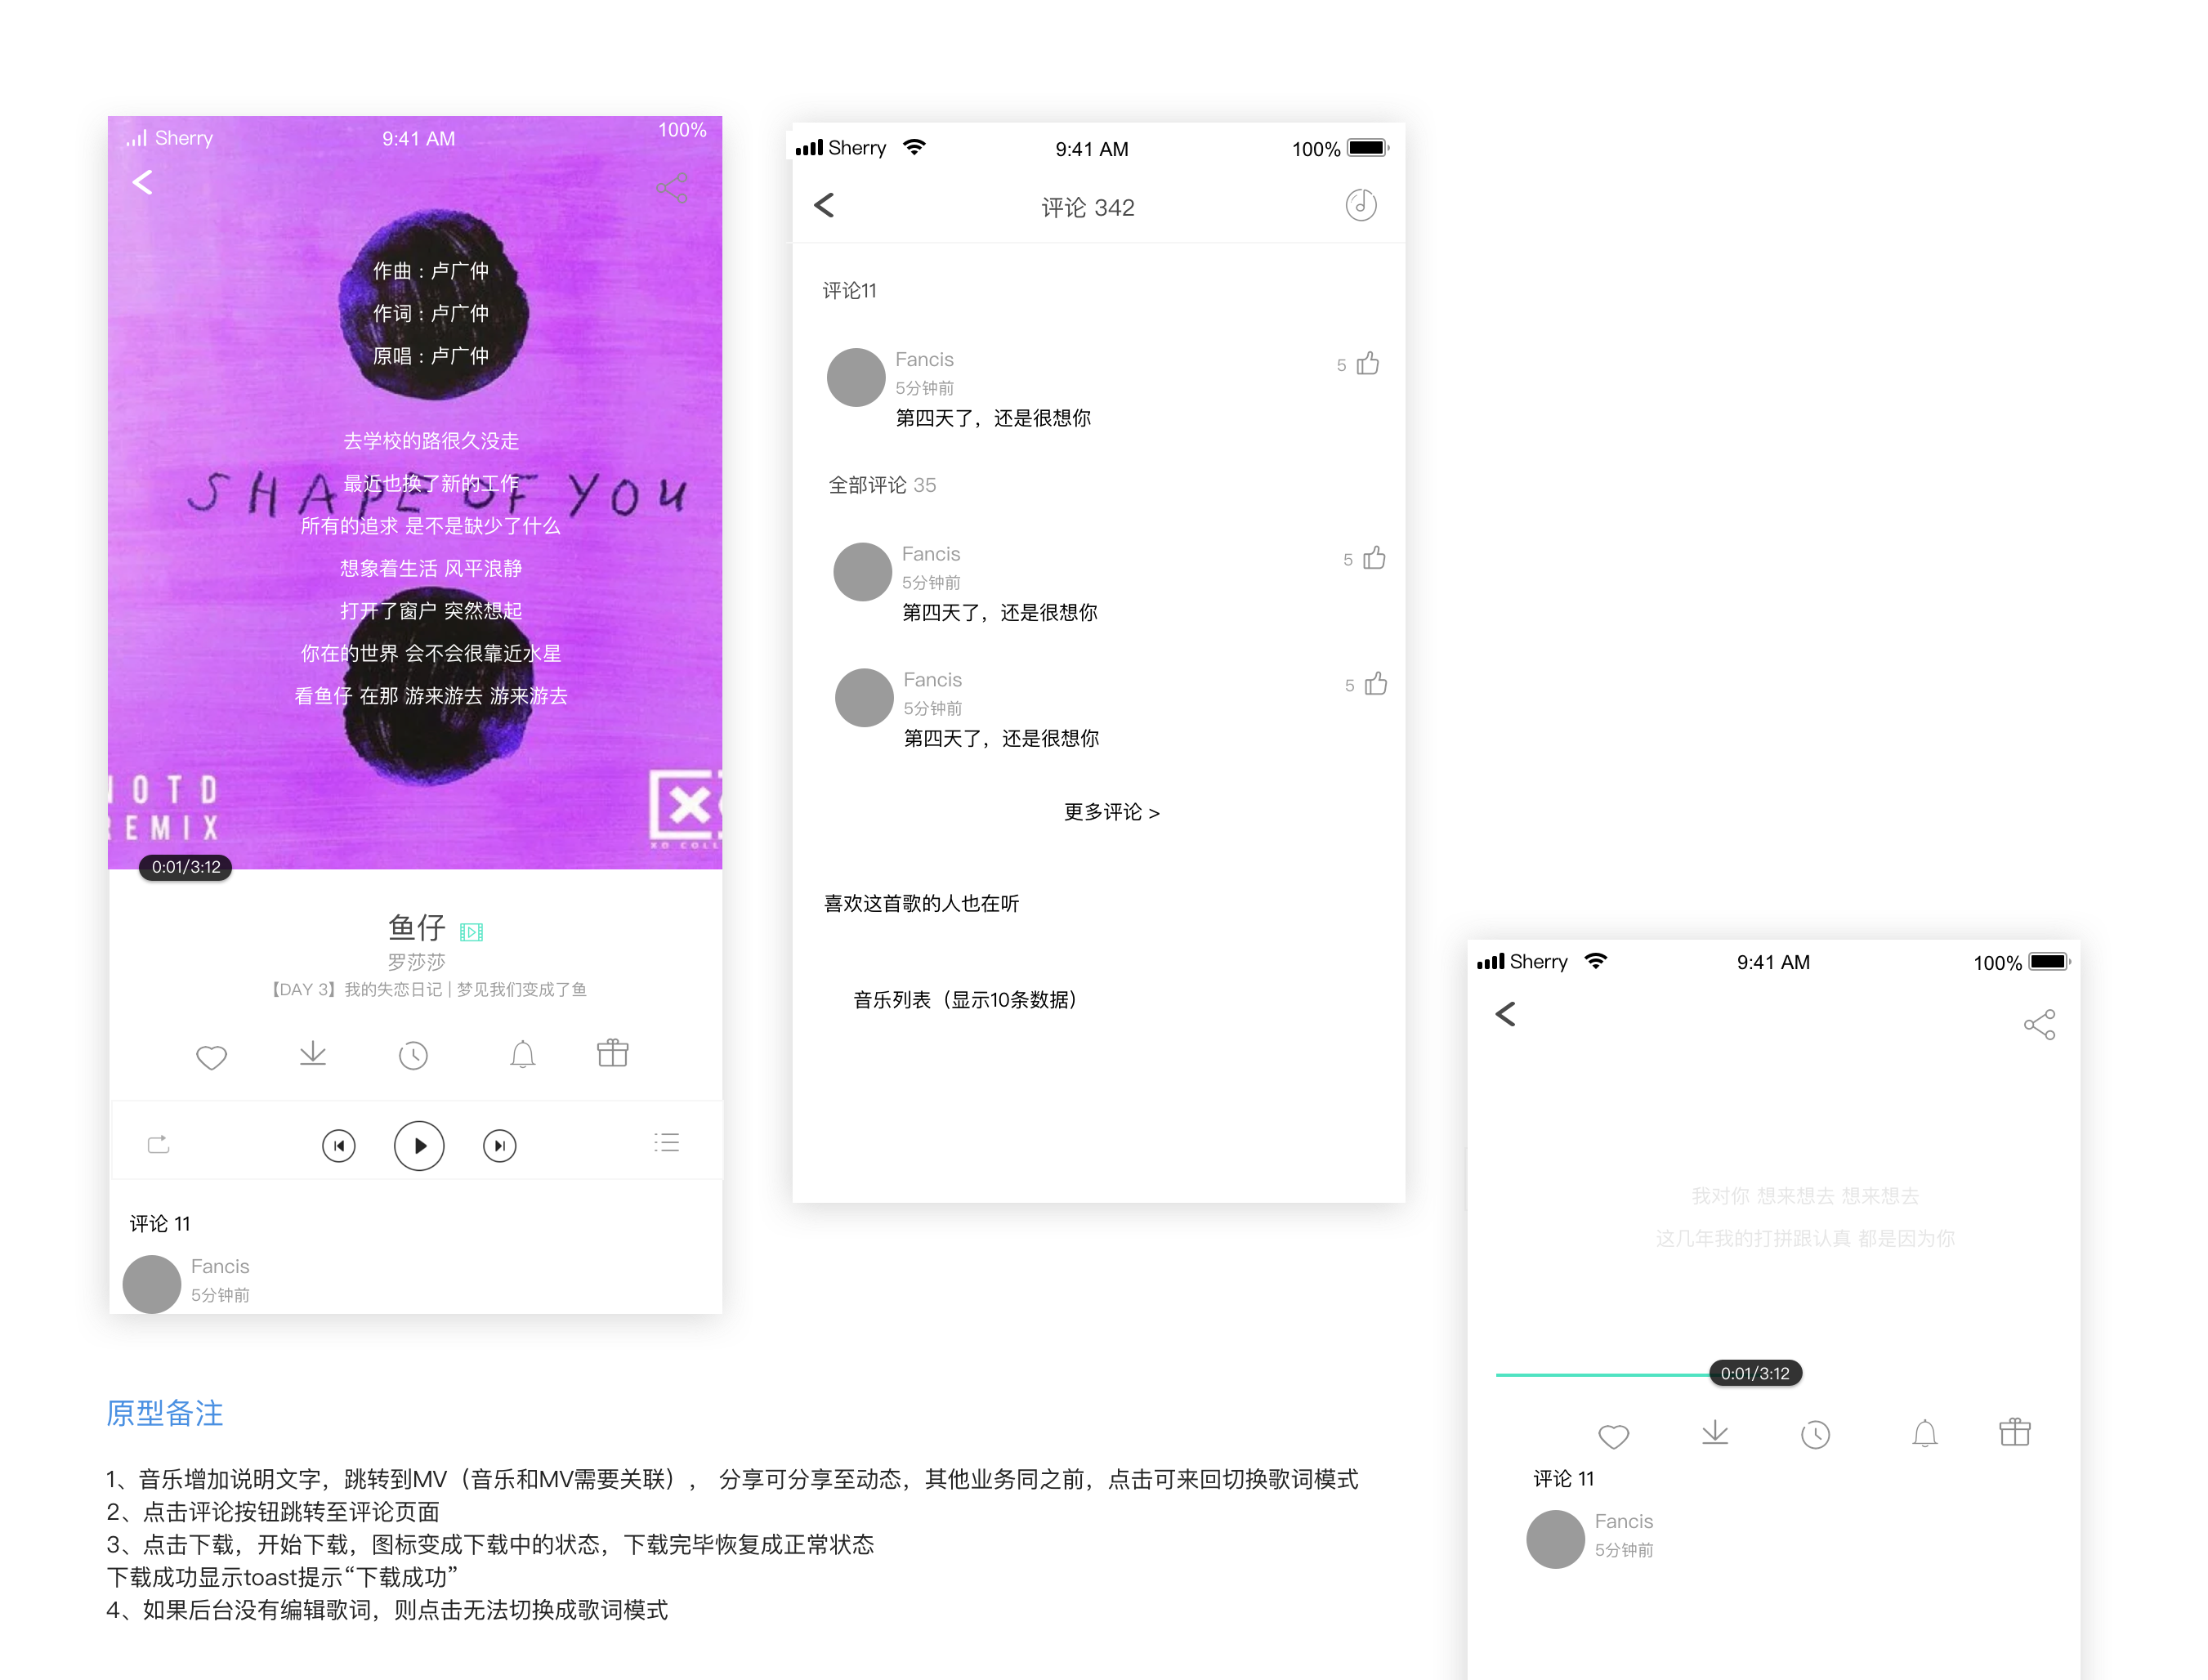 Sherry 9:41 AM 100%
作曲：卢广仲
作词：卢广仲
原唱：卢广仲
去学校的路很久没走
SHAPE OF YOU
最近也换了新的工作
所有的追求 是不是缺少了什么
想象着生活 风平浪静
打开了窗户 突然想起
你在的世界 会不会很靠近水星
看鱼仔 在那 游来游去 游来游去
NOTD
REMIX
XO COLL
0:01/3:12
鱼仔
罗莎莎
【DAY 3】我的失恋日记 | 梦见我们变成了鱼
评论 11
Fancis
5分钟前
Sherry 9:41 AM 100%
评论 342
评论11
Fancis
5分钟前
第四天了，还是很想你
5
全部评论 35
Fancis
5分钟前
第四天了，还是很想你
5
Fancis
5分钟前
第四天了，还是很想你
5
更多评论 >
喜欢这首歌的人也在听
音乐列表（显示10条数据）
Sherry 9:41 AM 100%
我对你 想来想去 想来想去
这几年我的打拼跟认真 都是因为你
0:01/3:12
评论 11
Fancis
5分钟前
原型备注
1、音乐增加说明文字，跳转到MV（音乐和MV需要关联）， 分享可分享至动态，其他业务同之前，点击可来回切换歌词模式
2、点击评论按钮跳转至评论页面
3、点击下载，开始下载，图标变成下载中的状态，下载完毕恢复成正常状态
下载成功显示toast提示“下载成功”
4、如果后台没有编辑歌词，则点击无法切换成歌词模式